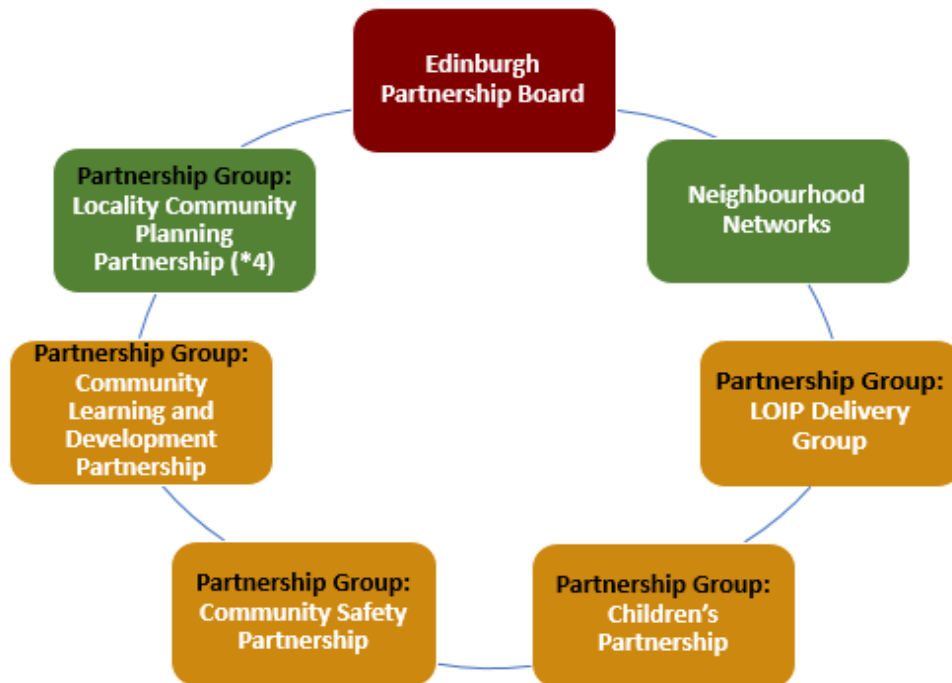 Edinburgh
Partnership Board
Neighbourhood
Networks
Partnership Group:
LOIP Delivery
Group
Partnership Group:
Children’s
Partnership
Partnership Group:
Community Safety
Partnership
Partnership Group:
Community
Learning and
Development
Partnership
Partnership Group:
Locality Community
Planning
Partnership (*4)